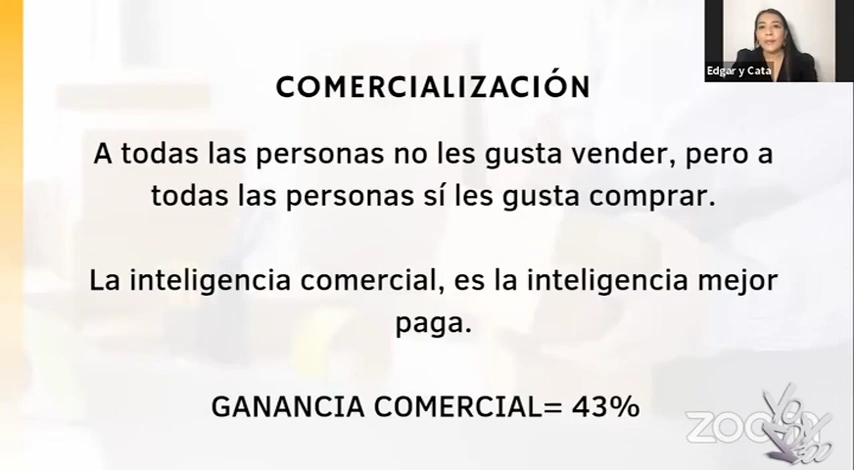 Edgar y Cata
COMERCIALIZACIÓN
A todas las personas no les gusta vender, pero a
todas las personas sí les gusta comprar.
La inteligencia comercial, es la inteligencia mejor
paga.
GANANCIA COMERCIAL= 43%